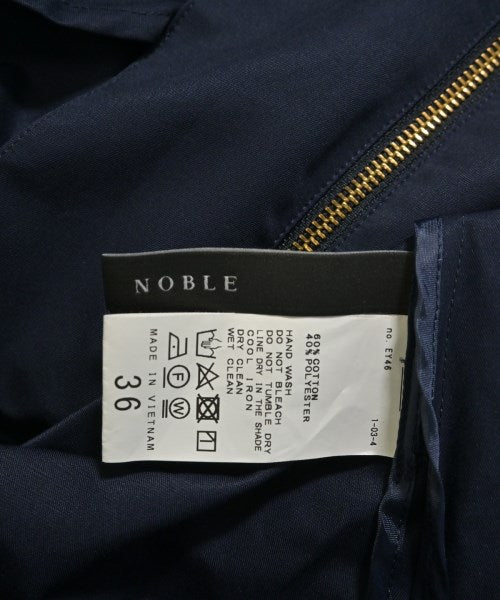 NOBLE
no. EY46
1-03-4
60% COTTON
40% POLYESTER
HAND WASH
DO NOT BLEACH
DO NOT TUMBLE DRY
LINE DRY IN THE SHADE
COOL IRON
DRY CLEAN
WET CLEAN
F
W
36
MADE IN VIETNAM